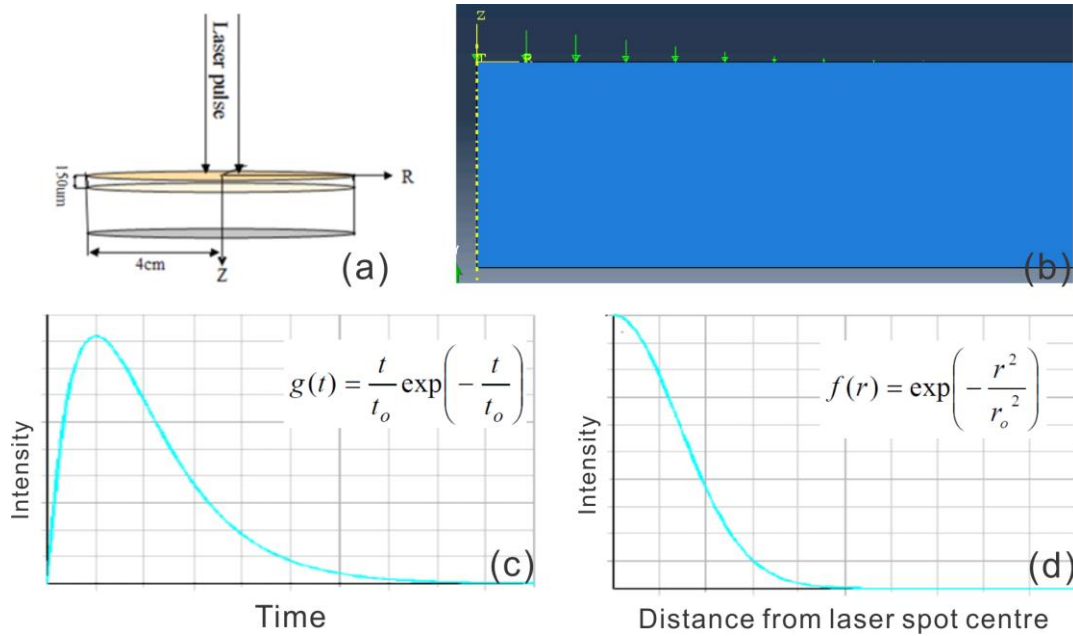 Laser pulse
R
150um
4cm
Z
(a)
Z
R
(b)
Intensity
g(t) = t/t_o exp(-t/t_o)
(c)
Time
Intensity
f(r) = exp(-r²/r_o²)
(d)
Distance from laser spot centre